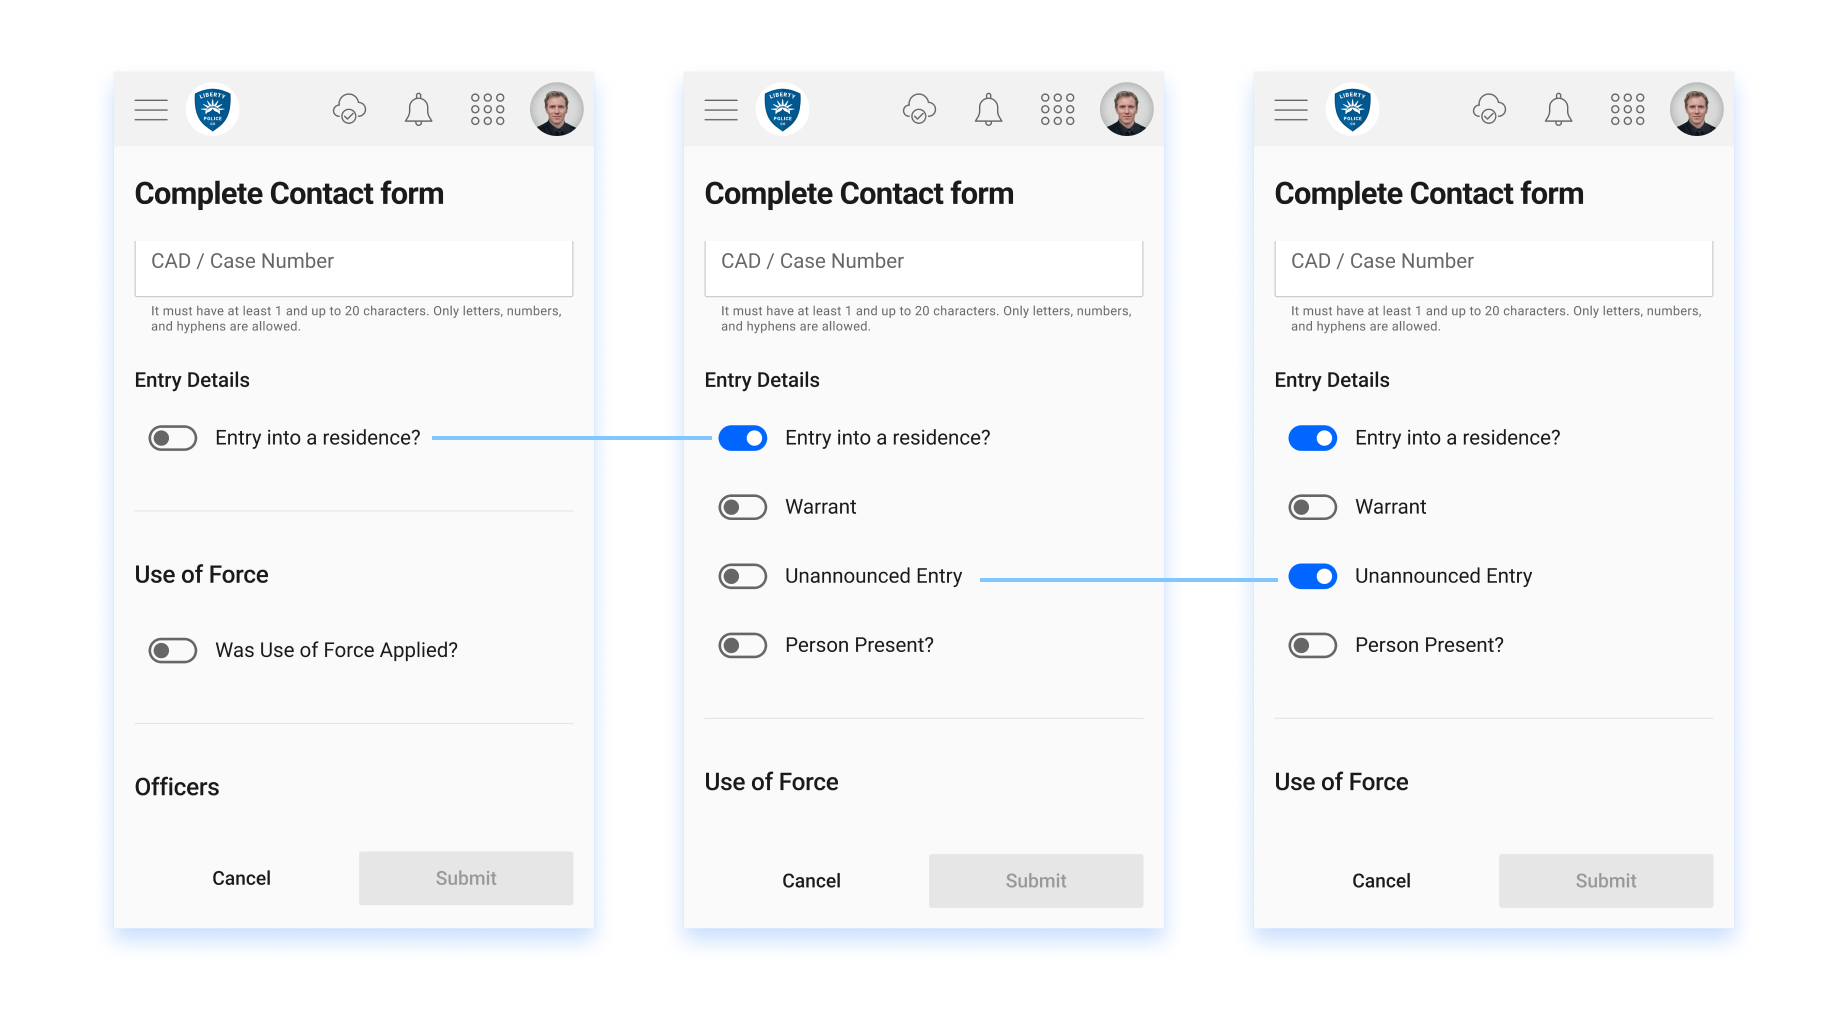 LIBERTY
POLICE
CO
Complete Contact form
CAD / Case Number
It must have at least 1 and up to 20 characters. Only letters, numbers,
and hyphens are allowed.
Entry Details
Entry into a residence?
Use of Force
Was Use of Force Applied?
Officers
Cancel
Submit
LIBERTY
POLICE
CO
Complete Contact form
CAD / Case Number
It must have at least 1 and up to 20 characters. Only letters, numbers,
and hyphens are allowed.
Entry Details
Entry into a residence?
Warrant
Unannounced Entry
Person Present?
Use of Force
Cancel
Submit
LIBERTY
POLICE
CO
Complete Contact form
CAD / Case Number
It must have at least 1 and up to 20 characters. Only letters, numbers,
and hyphens are allowed.
Entry Details
Entry into a residence?
Warrant
Unannounced Entry
Person Present?
Use of Force
Cancel
Submit